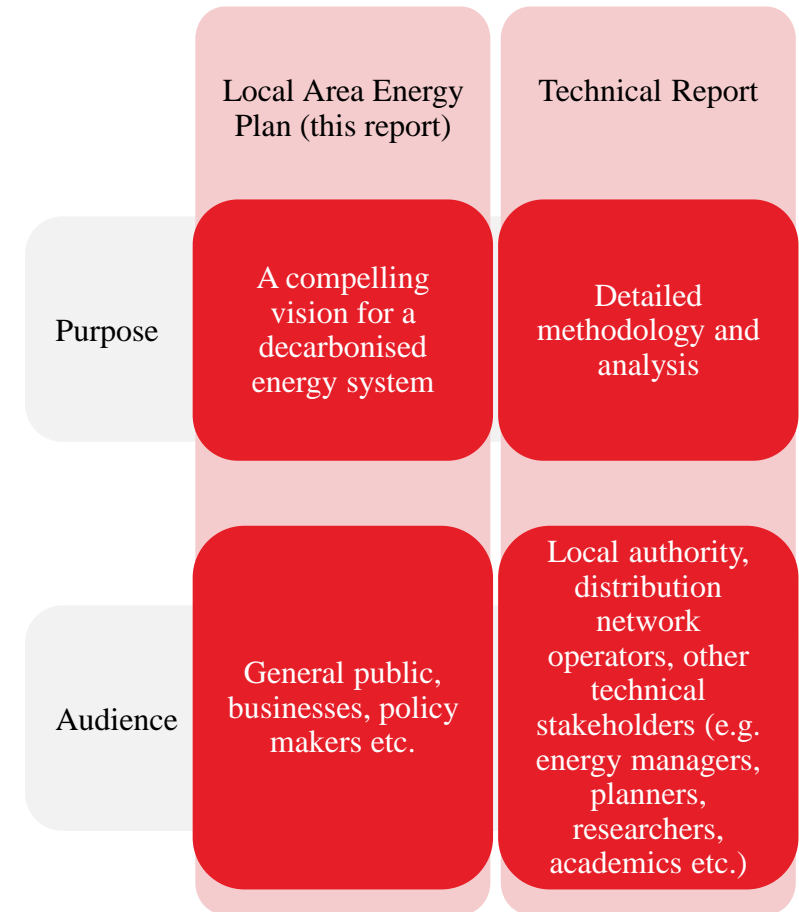 Local Area Energy
Plan (this report)
Technical Report
Purpose
A compelling
vision for a
decarbonised
energy system
Detailed
methodology and
analysis
Audience
General public,
businesses, policy
makers etc.
Local authority,
distribution
network
operators, other
technical
stakeholders (e.g.
energy managers,
planners,
researchers,
academics etc.)